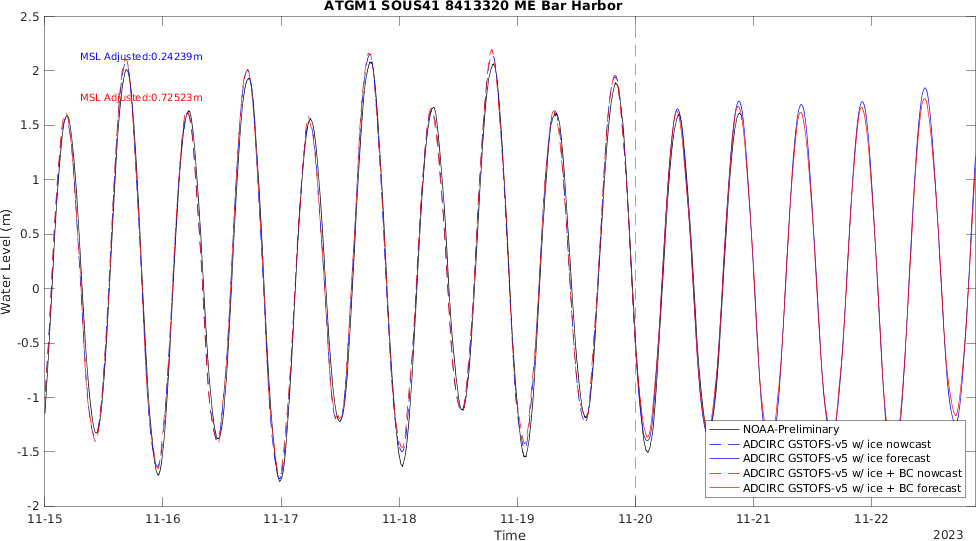 ATGM1 SOUS41 8413320 ME Bar Harbor
2.5
2
1.5
1
0.5
0
-0.5
-1
-1.5
-2
Water Level (m)
MSL Adjusted:0.24239m
MSL Adjusted:0.72523m
NOAA-Preliminary
ADCIRC GSTOFS-v5 w/ ice nowcast
ADCIRC GSTOFS-v5 w/ ice forecast
ADCIRC GSTOFS-v5 w/ ice + BC nowcast
ADCIRC GSTOFS-v5 w/ ice + BC forecast
11-15 11-16 11-17 11-18 11-19 11-20 11-21 11-22
Time
2023